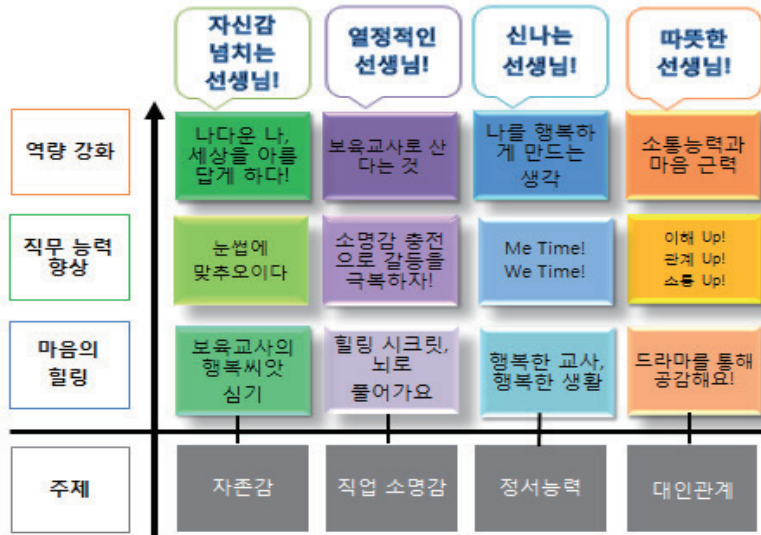 자신감
넘치는
선생님!
열정적인
선생님!
신나는
선생님!
따뜻한
선생님!
역량 강화
나다운 나,
세상을 아름
답게 하다!
보육교사로 산
다는 것
나를 행복하
게 만드는
생각
소통능력과
마음 근력
직무 능력
향상
눈썹에
맞추오이다
소명감 충전
으로 갈등을
극복하자!
Me Time!
We Time!
이해 Up!
관계 Up!
소통 Up!
마음의
힐링
보육교사의
행복씨앗
심기
힐링 시크릿,
뇌로
풀어가요
행복한 교사,
행복한 생활
드라마를 통해
공감해요!
주제
자존감
직업 소명감
정서능력
대인관계